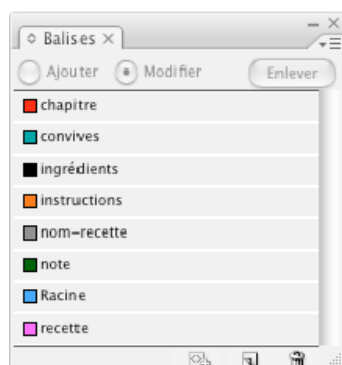 Balises
Ajouter Modifier Enlever
chapitre
convives
ingrédients
instructions
nom-recette
note
Racine
recette